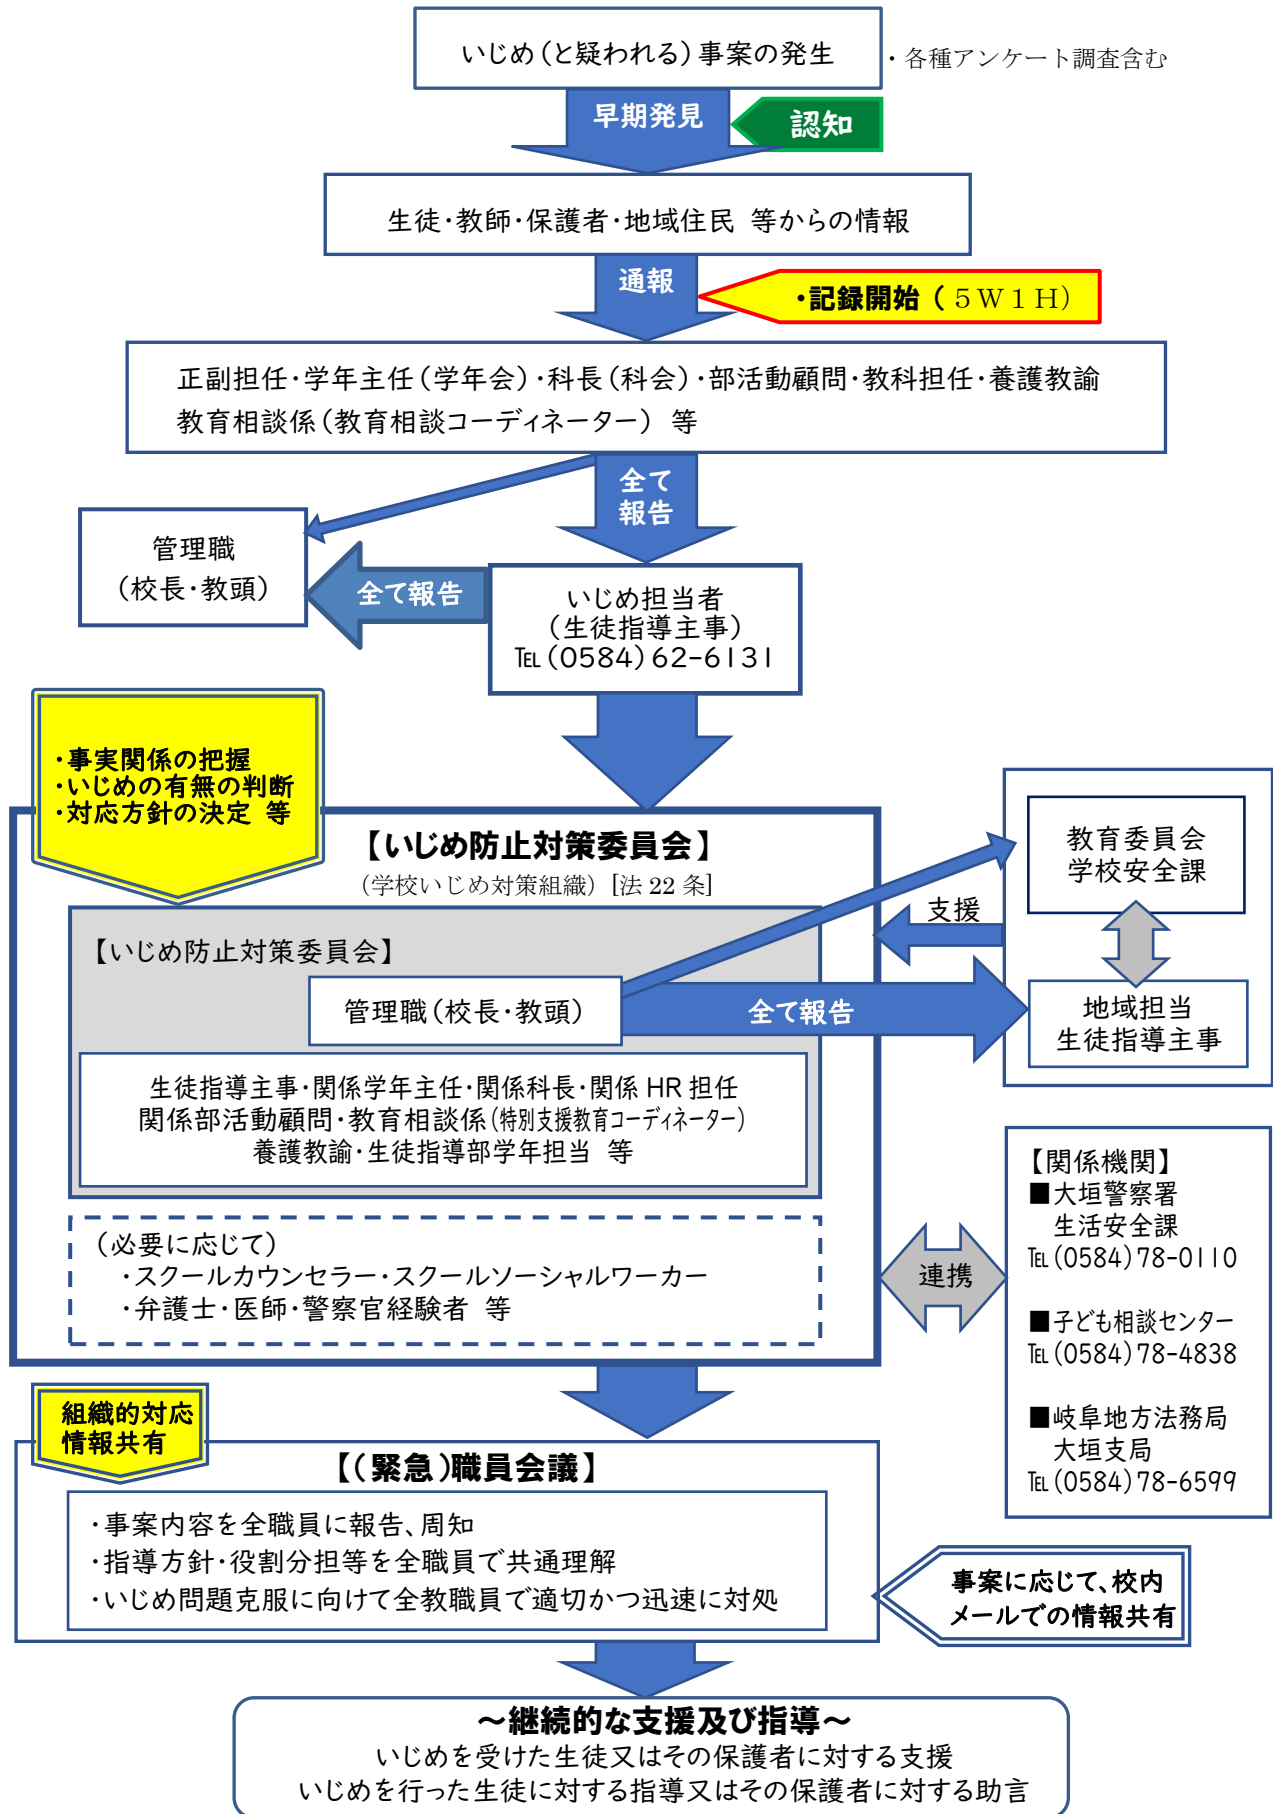 いじめ(と疑われる)事案の発生
・各種アンケート調査含む
早期発見
認知
生徒・教師・保護者・地域住民 等からの情報
通報
・記録開始(5W1H)
正副担任・学年主任(学年会)・科長(科会)・部活動顧問・教科担任・養護教諭
教育相談係(教育相談コーディネーター) 等
全て
報告
管理職
(校長・教頭)
全て報告
いじめ担当者
(生徒指導主事)
℡(0584)62-6131
・事実関係の把握
・いじめの有無の判断
・対応方針の決定 等
【いじめ防止対策委員会】
(学校いじめ対策組織)[法22条]
教育委員会
学校安全課
支援
【いじめ防止対策委員会】
管理職(校長・教頭)
全て報告
地域担当
生徒指導主事
生徒指導主事・関係学年主任・関係科長・関係HR担任
関係部活動顧問・教育相談係(特別支援教育コーディネーター)
養護教諭・生徒指導部学年担当 等
(必要に応じて)
・スクールカウンセラー・スクールソーシャルワーカー
・弁護士・医師・警察官経験者 等
連携
【関係機関】
■大垣警察署
生活安全課
℡(0584)78-0110
■子ども相談センター
℡(0584)78-4838
■岐阜地方法務局
大垣支局
℡(0584)78-6599
組織的対応
情報共有
【(緊急)職員会議】
・事案内容を全職員に報告、周知
・指導方針・役割分担等を全職員で共通理解
・いじめ問題克服に向けて全教職員で適切かつ迅速に対処
事案に応じて、校内
メールでの情報共有
～継続的な支援及び指導～
いじめを受けた生徒又はその保護者に対する支援
いじめを行った生徒に対する指導又はその保護者に対する助言